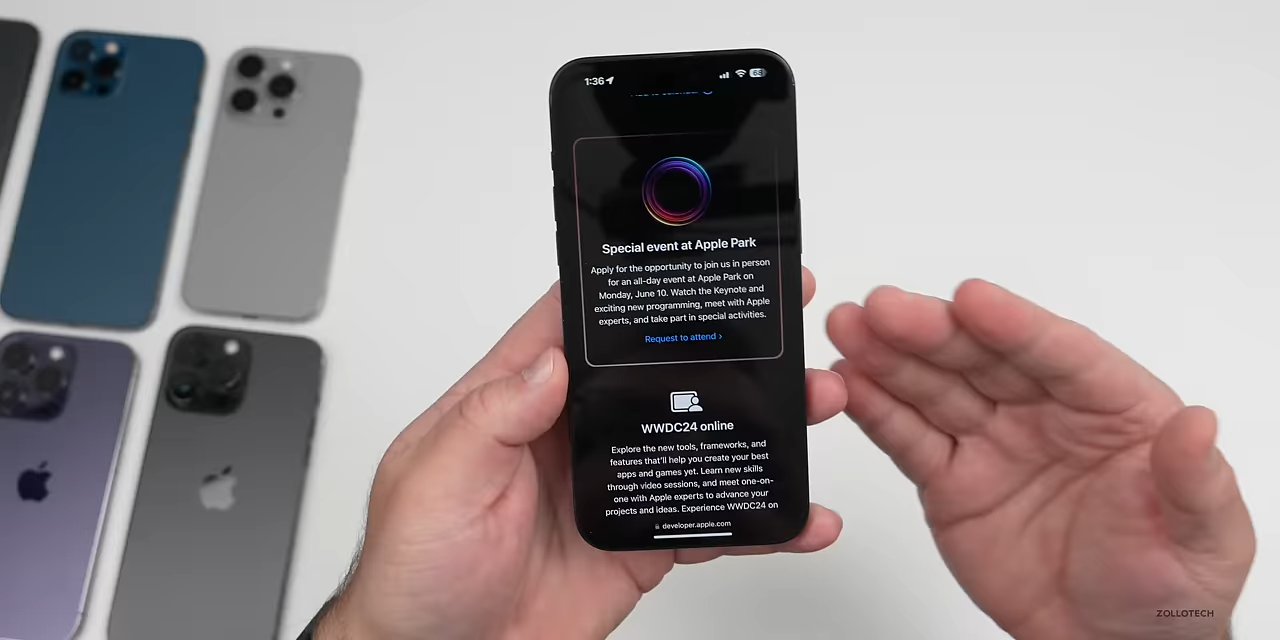 1:36
68
Special event at Apple Park
Apply for the opportunity to join us in person
for an all-day event at Apple Park on
Monday, June 10. Watch the Keynote and
exciting new programming, meet with Apple
experts, and take part in special activities.
Request to attend ›
WWDC24 online
Explore the new tools, frameworks, and
features that'll help you create your best
apps and games yet. Learn new skills
through video sessions, and meet one-on-
one with Apple experts to advance your
projects and ideas. Experience WWDC24 on
developer.apple.com
ZOLLOTECH